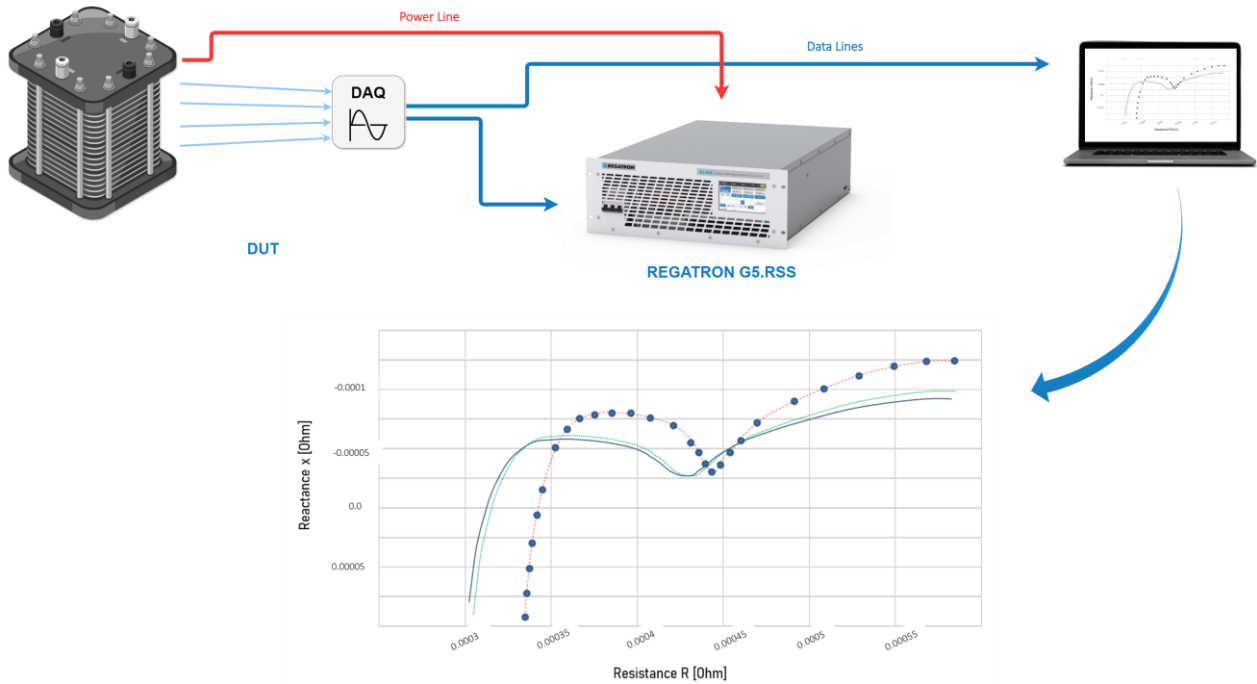 Power Line
Data Lines
DAQ
REGATRON
DUT
REGATRON G5.RSS
-0.0001
-0.00005
0.0
0.00005
Reactance x [Ohm]
0.0003
0.00035
0.0004
0.00045
0.0005
0.00055
Resistance R [Ohm]